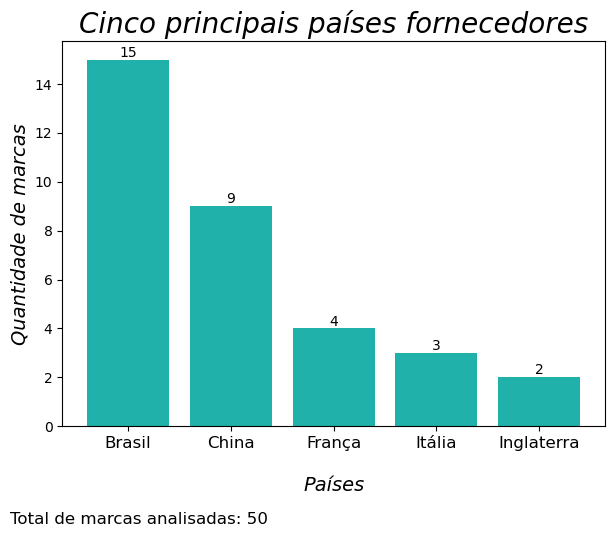 Cinco principais países fornecedores
Quantidade de marcas
14
12
10
8
6
4
2
0
15
9
4
3
2
Brasil
China
França
Itália
Inglaterra
Países
Total de marcas analisadas: 50